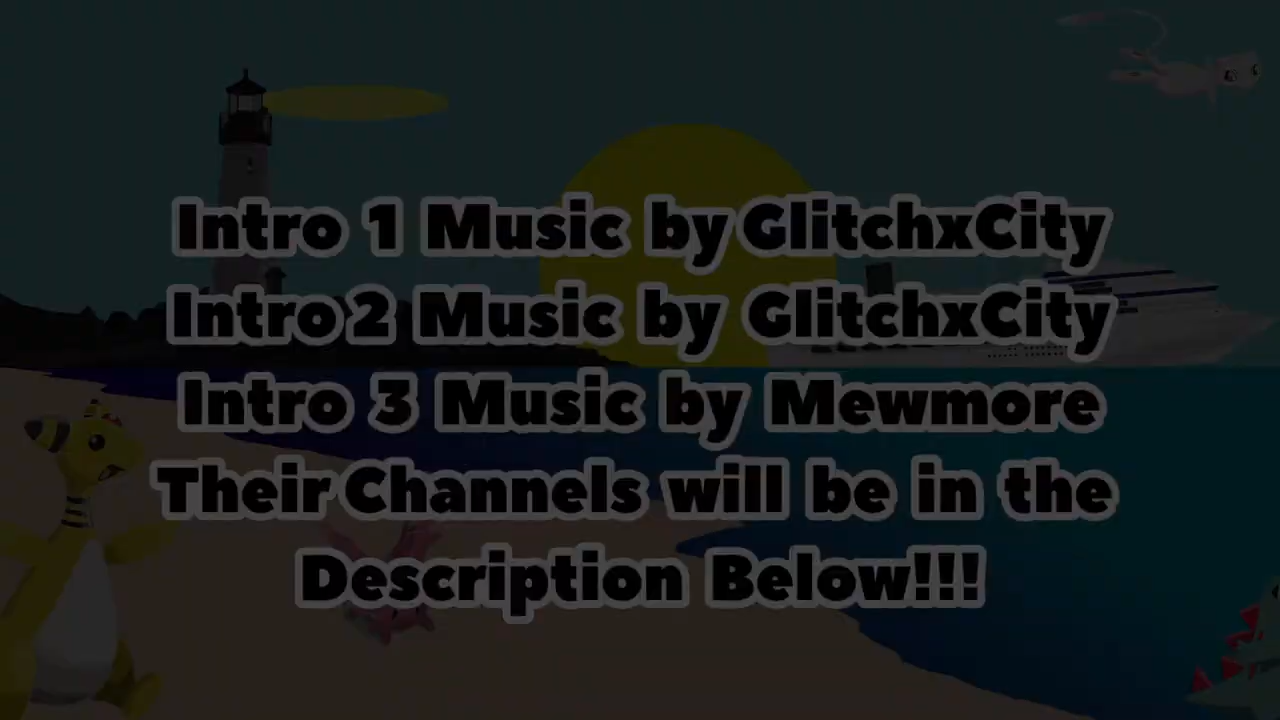 Intro 1 Music by GlitchxCity
Intro 2 Music by GlitchxCity
Intro 3 Music by Mewmore
Their Channels will be in the
Description Below!!!